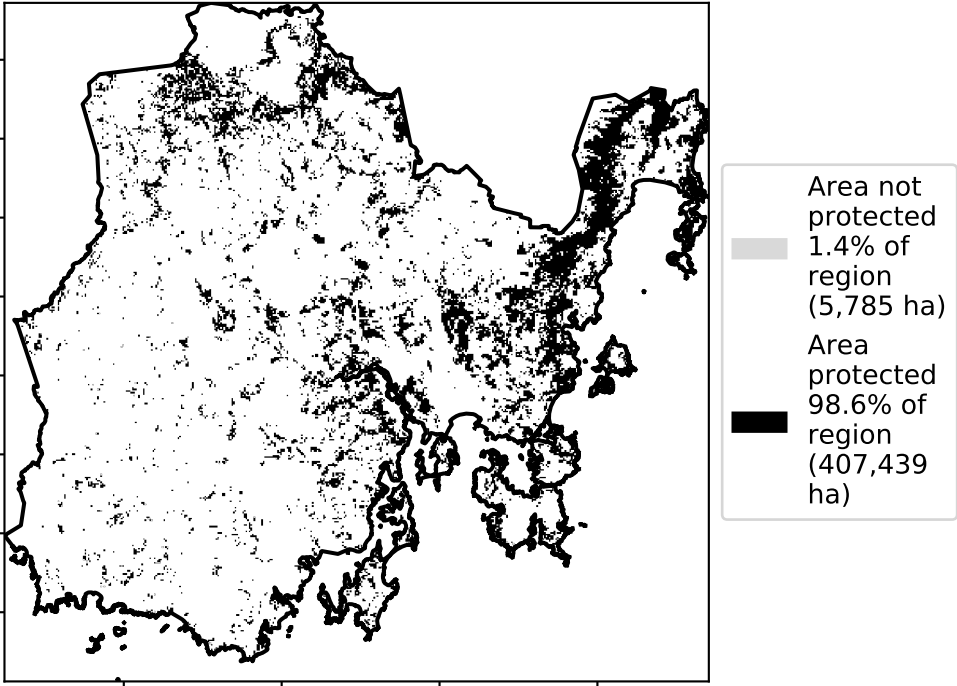 Area not
protected
1.4% of
region
(5,785 ha)
Area
protected
98.6% of
region
(407,439
ha)